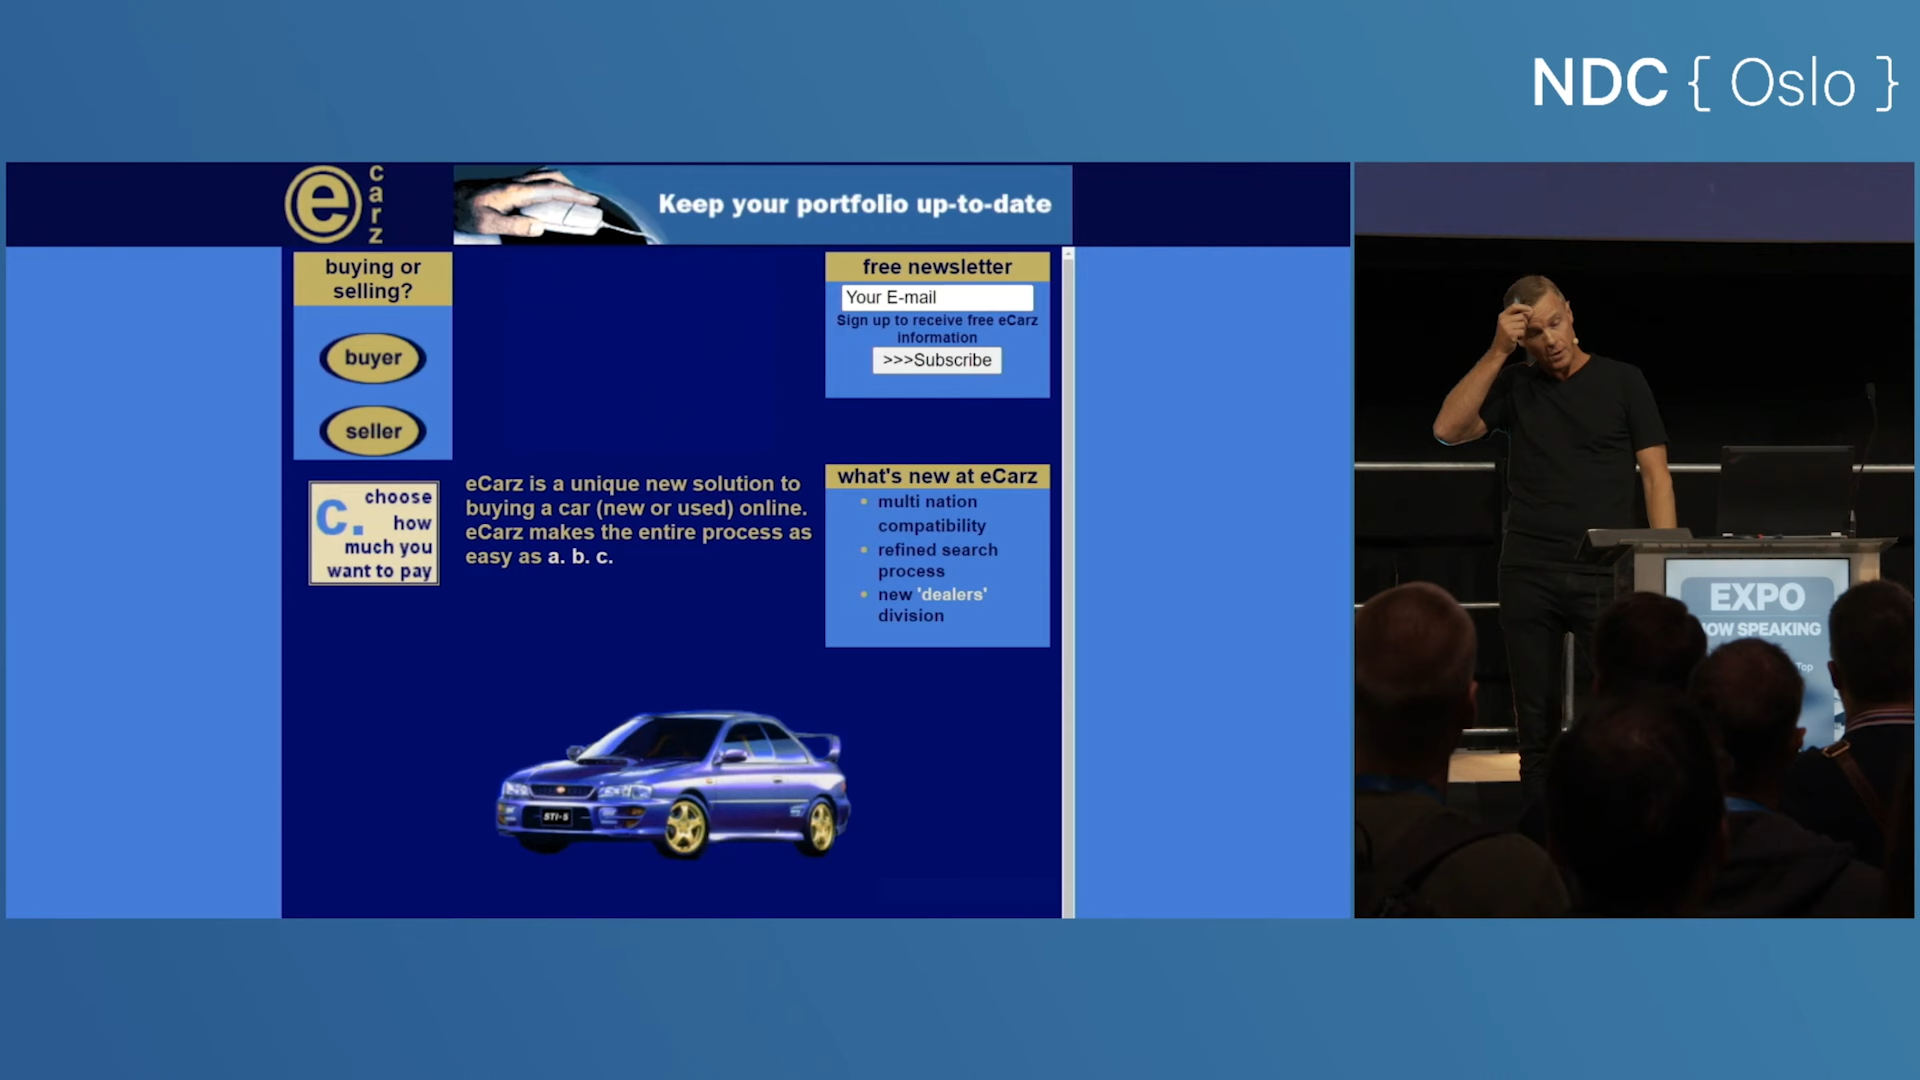 NDC { Oslo }
e
c
a
r
z
Keep your portfolio up-to-date
buying or
selling?
buyer
seller
c.
choose
how
much you
want to pay
eCarz is a unique new solution to
buying a car (new or used) online.
eCarz makes the entire process as
easy as a. b. c.
free newsletter
Your E-mail
Sign up to receive free eCarz
information
>>>Subscribe
what's new at eCarz
multi nation
compatibility
refined search
process
new 'dealers'
division
STi-5
EXPO
OW SPEAKING
Top